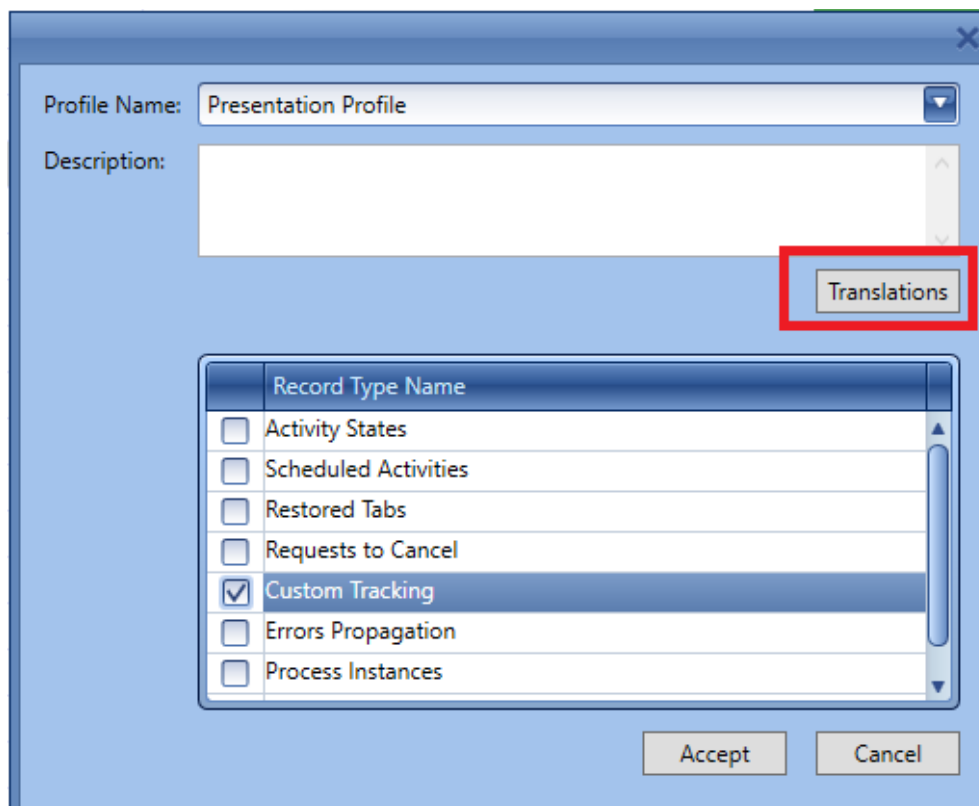 Profile Name: Presentation Profile
Description:
Translations
Record Type Name
Activity States
Scheduled Activities
Restored Tabs
Requests to Cancel
Custom Tracking
Errors Propagation
Process Instances
Accept Cancel